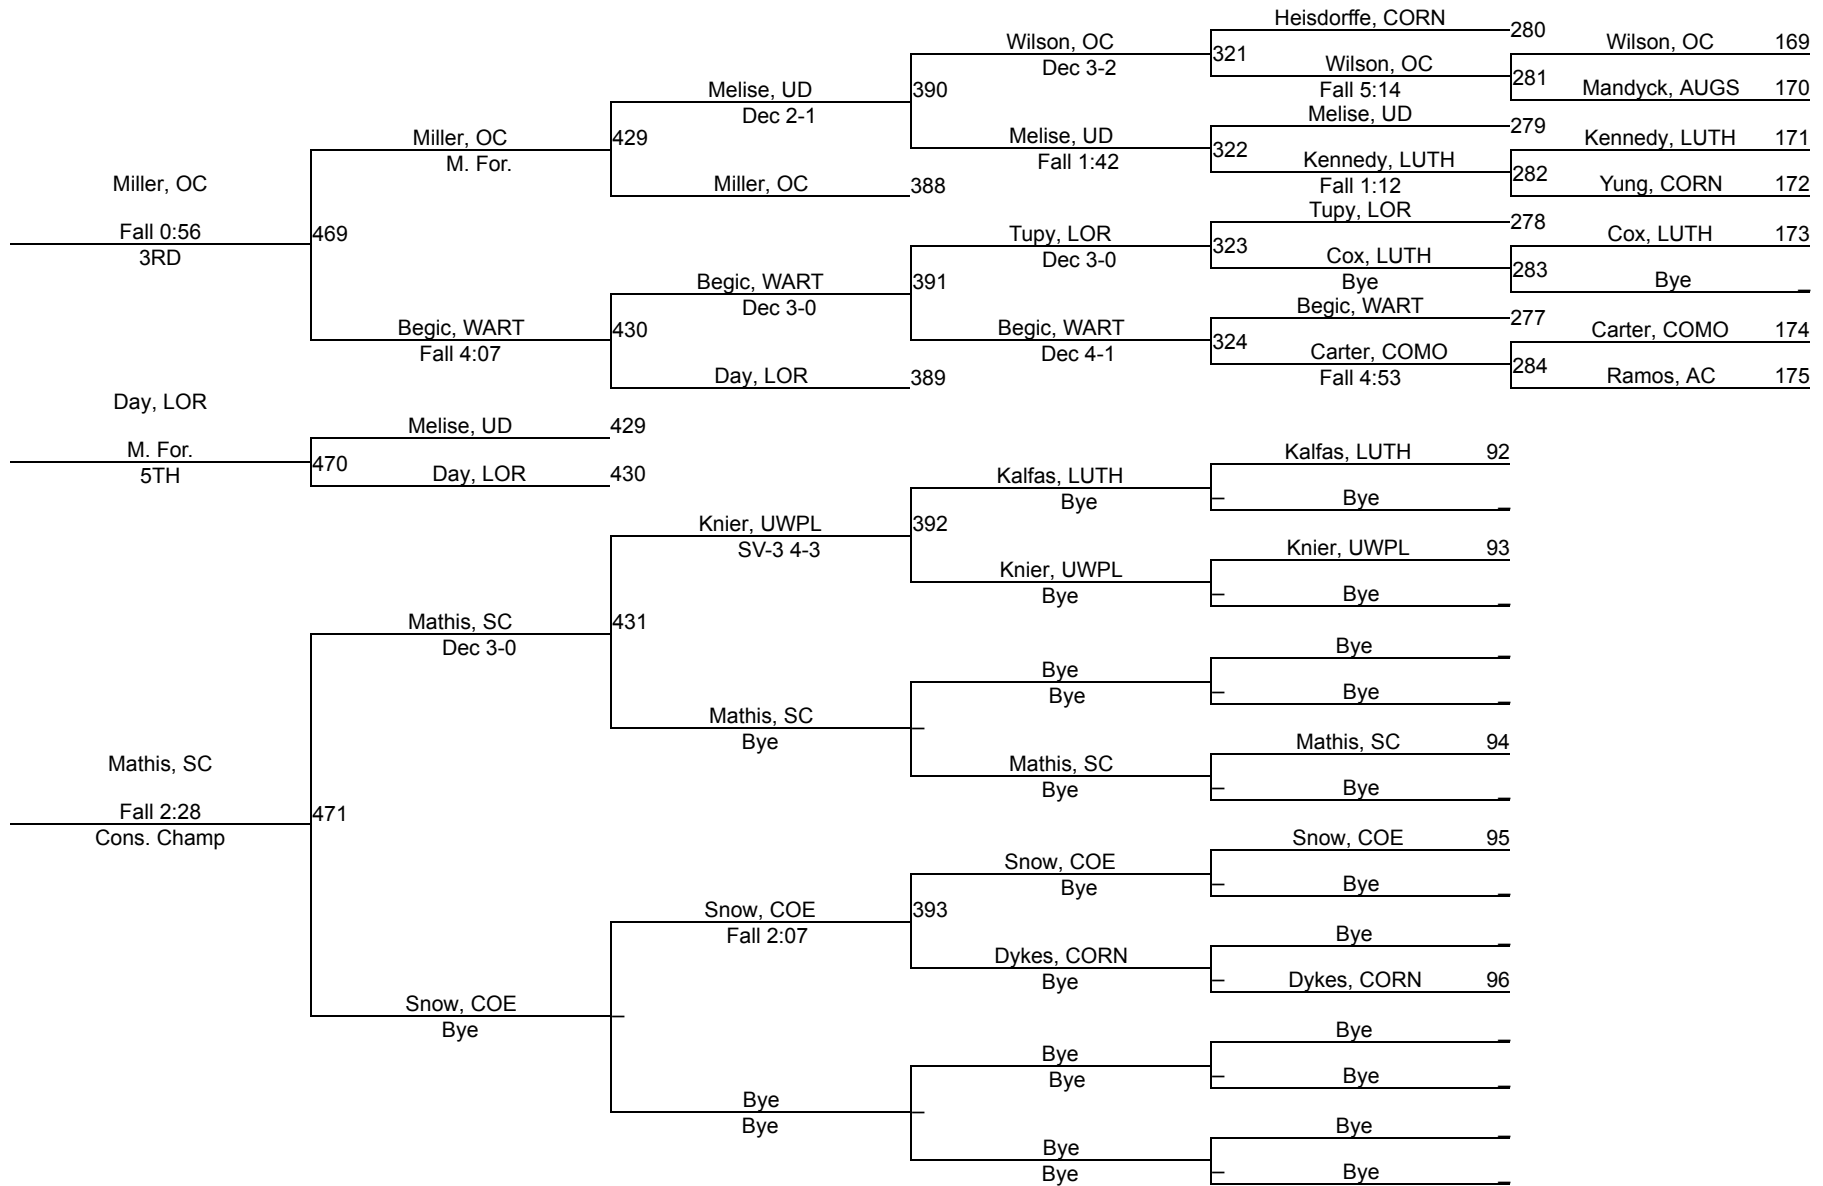 Heisdorffe, CORN 280
Wilson, OC 321 Wilson, OC 169
Dec 3-2 Wilson, OC 281
Melise, UD 390 Fall 5:14 Mandyck, AUGS 170
Dec 2-1 Melise, UD 279
Miller, OC 429 Melise, UD 322 Kennedy, LUTH 171
M. For. Fall 1:42 Kennedy, LUTH 282
Miller, OC Miller, OC 388 Fall 1:12 Yung, CORN 172
Tupy, LOR 278
Fall 0:56 469 Tupy, LOR 323 Cox, LUTH 173
3RD Dec 3-0 Cox, LUTH 283
Begic, WART 391 Bye Bye _
Dec 3-0 Begic, WART 277
Begic, WART 430 Begic, WART 324 Carter, COMO 174
Fall 4:07 Dec 4-1 Carter, COMO 284
Day, LOR 389 Fall 4:53 Ramos, AC 175
Day, LOR
Melise, UD 429
M. For. 470 Kalfas, LUTH 92
5TH Day, LOR 430 Kalfas, LUTH
Bye _ Bye _
Knier, UWPL 392
SV-3 4-3 Knier, UWPL 93
Knier, UWPL
Bye _ Bye _
Mathis, SC 431
Dec 3-0 Bye _
Bye
Bye _ Bye _
Mathis, SC _
Bye Mathis, SC 94
Mathis, SC Mathis, SC
Bye _ Bye _
Fall 2:28 471
Cons. Champ Snow, COE 95
Snow, COE
Bye _ Bye _
Snow, COE 393
Fall 2:07 Bye _
Dykes, CORN
Bye _ Dykes, CORN 96
Snow, COE _
Bye Bye _
Bye
Bye _ Bye _
Bye _
Bye Bye _
Bye
Bye _ Bye _